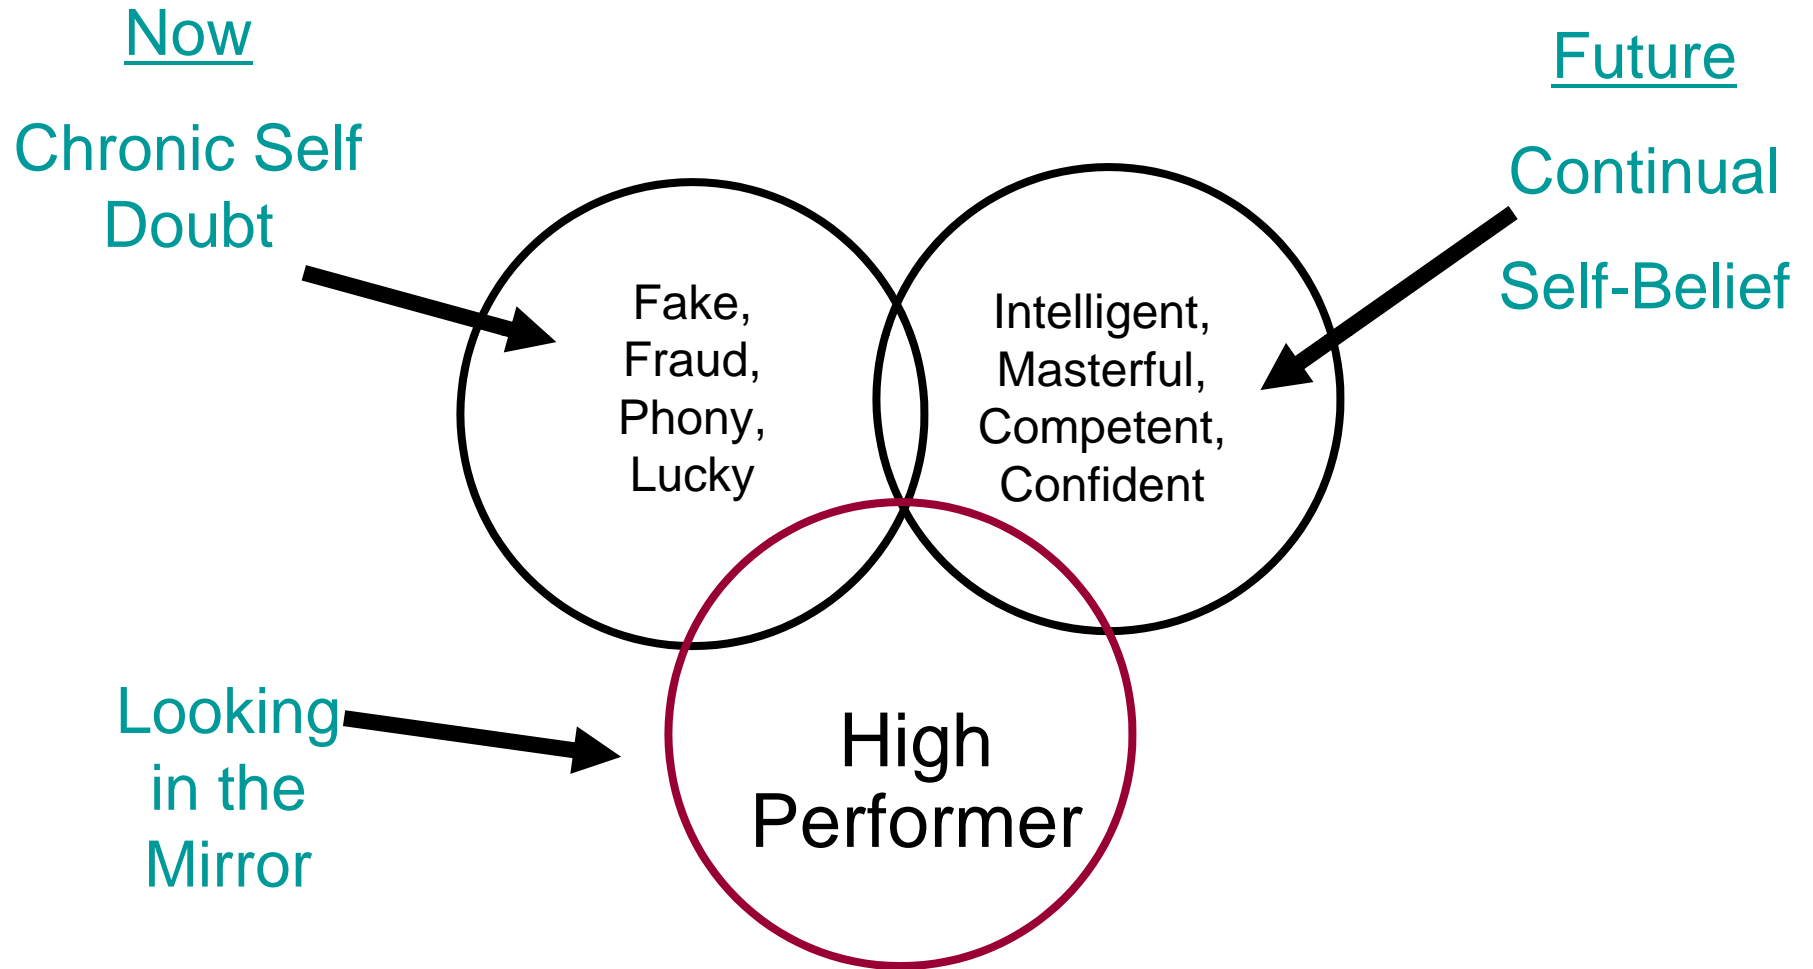 Now
Chronic Self
Doubt
Future
Continual
Self-Belief
Fake,
Fraud,
Phony,
Lucky
Intelligent,
Masterful,
Competent,
Confident
Looking
in the
Mirror
High
Performer